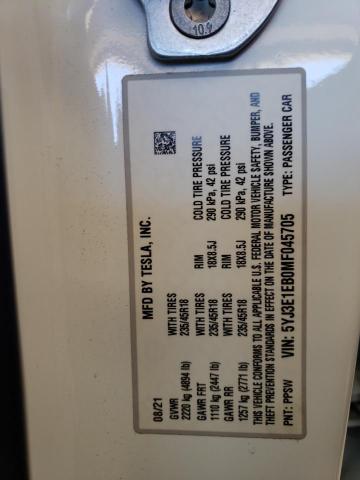 10.9
MFD BY TESLA, INC.
08/21
GVWR WITH TIRES RIM COLD TIRE PRESSURE
2220 kg (4894 lB) 235/45R18 18X8.5J 290 kPa, 42 psi
GAWR FRT WITH TIRES RIM COLD TIRE PRESSURE
1110 kg (2447 lB) 235/45R18 18X8.5J 290 kPa, 42 psi
GAWR RR
1257 kg (2771 lB)
THIS VEHICLE CONFORMS TO ALL APPLICABLE U.S. FEDERAL MOTOR VEHICLE SAFETY, BUMPER, AND
THEFT PREVENTION STANDARDS IN EFFECT ON THE DATE OF MANUFACTURE SHOWN ABOVE.
VIN: 5YJ3E1EB0MF045705
PNT: PPSW TYPE: PASSENGER CAR